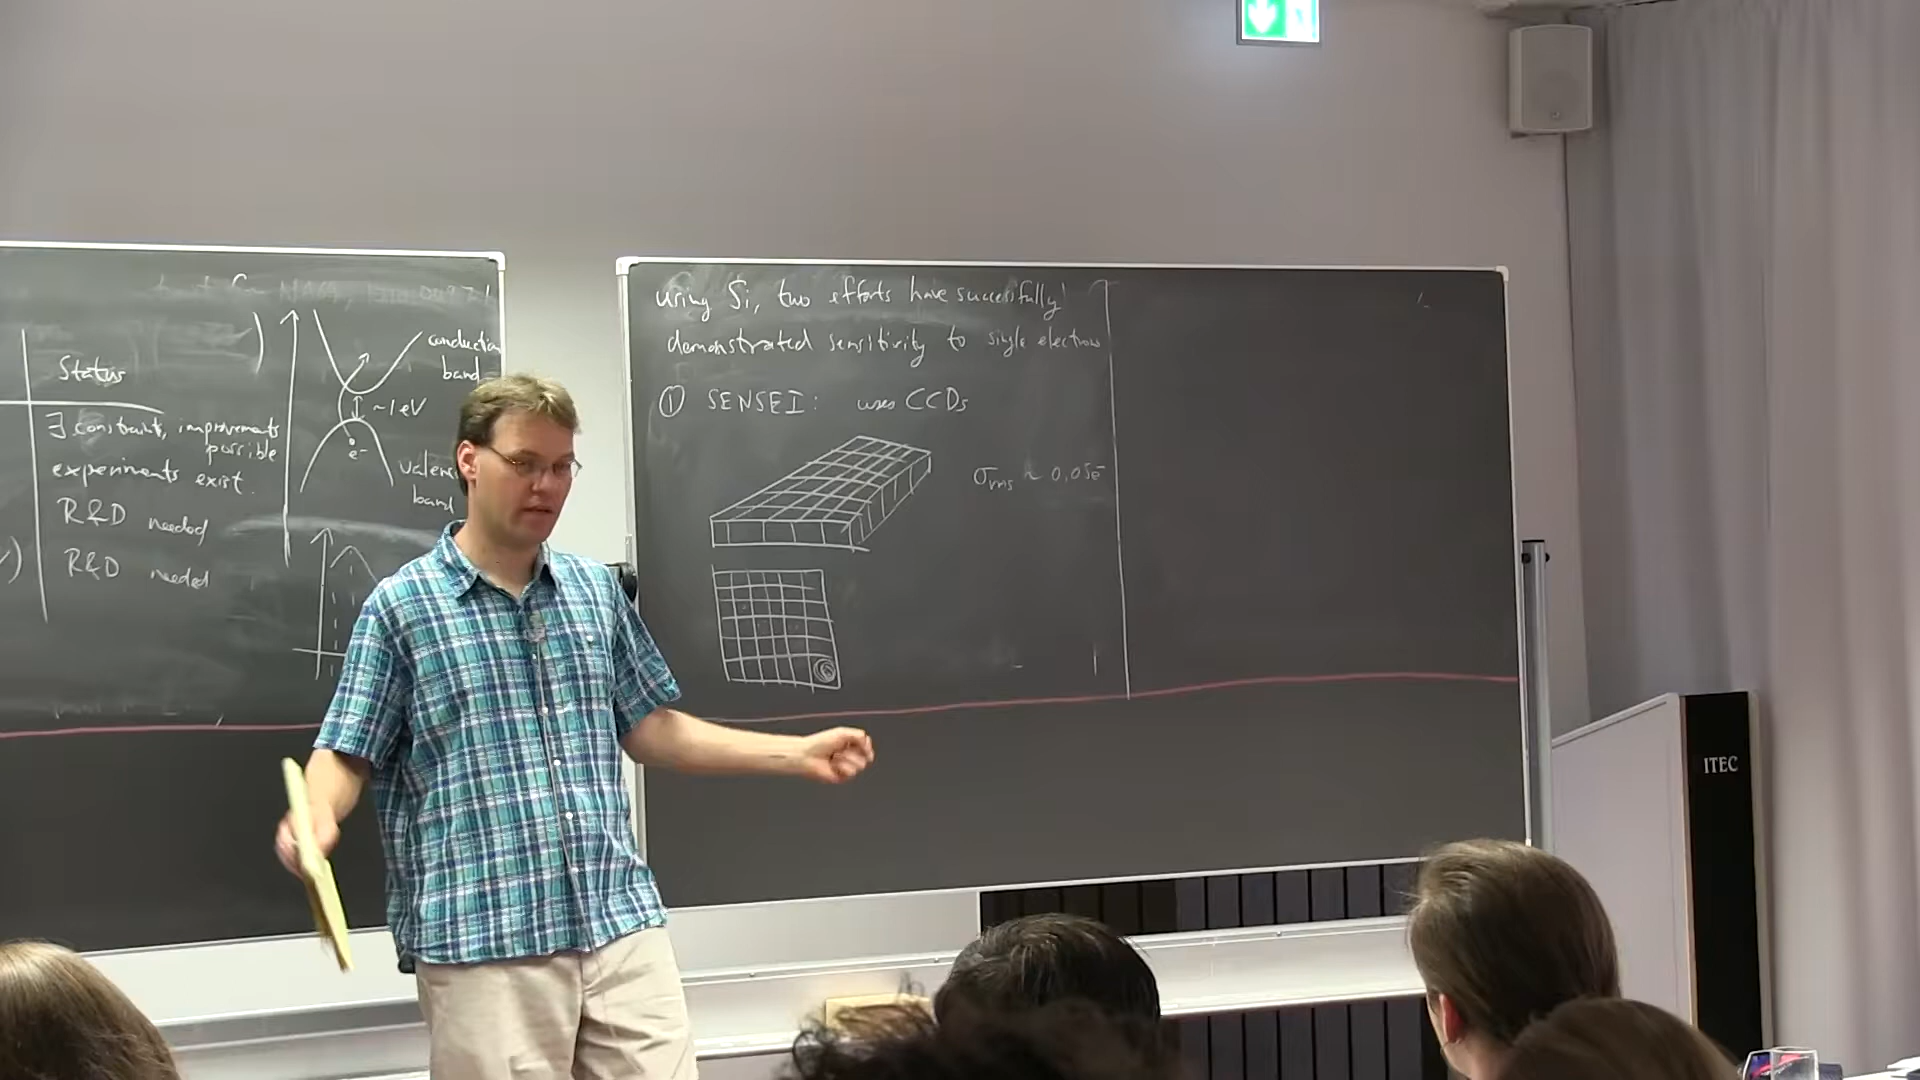 Status
∃ constraints, improvements
possible
experiments exist.
R&D needed
R&D needed
conduction
band
~1eV
e⁻
valence
band
using Si, two efforts have successfully
demonstrated sensitivity to single electrons
① SENSEI: uses CCDs
σrms ~ 0,05e⁻
ITEC